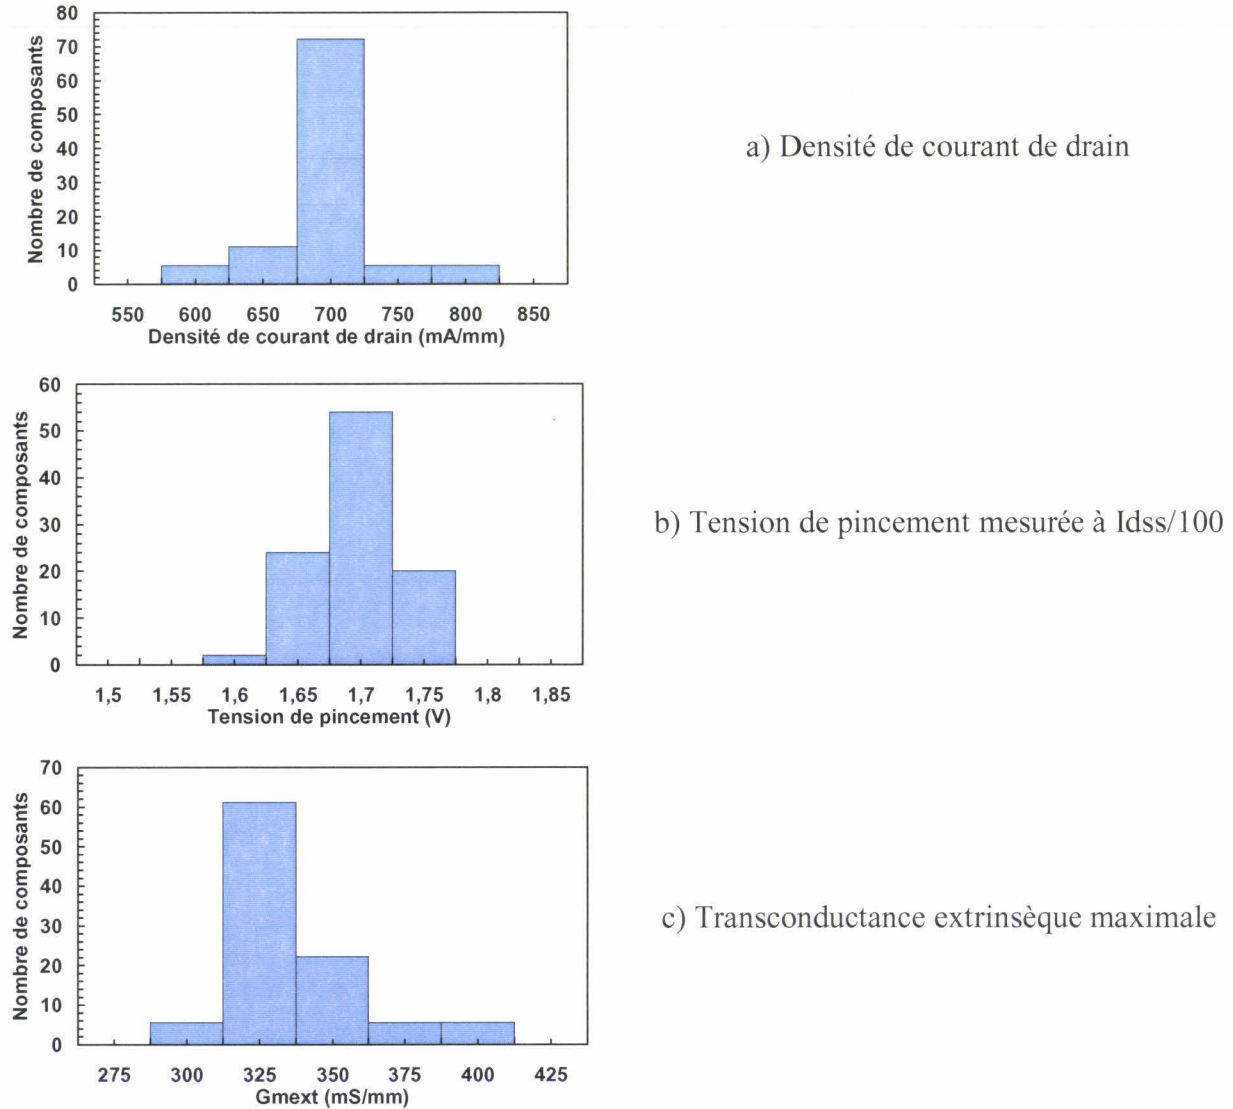 80
70
60
50
40
30
20
10
0
Nombre de composants
550 600 650 700 750 800 850
Densité de courant de drain (mA/mm)
a) Densité de courant de drain
60
50
40
30
20
10
0
Nombre de composants
1,5 1,55 1,6 1,65 1,7 1,75 1,8 1,85
Tension de pincement (V)
b) Tension de pincement mesurée à Idss/100
70
60
50
40
30
20
10
0
Nombre de composants
275 300 325 350 375 400 425
Gmext (mS/mm)
c) Transconductance extrinsèque maximale